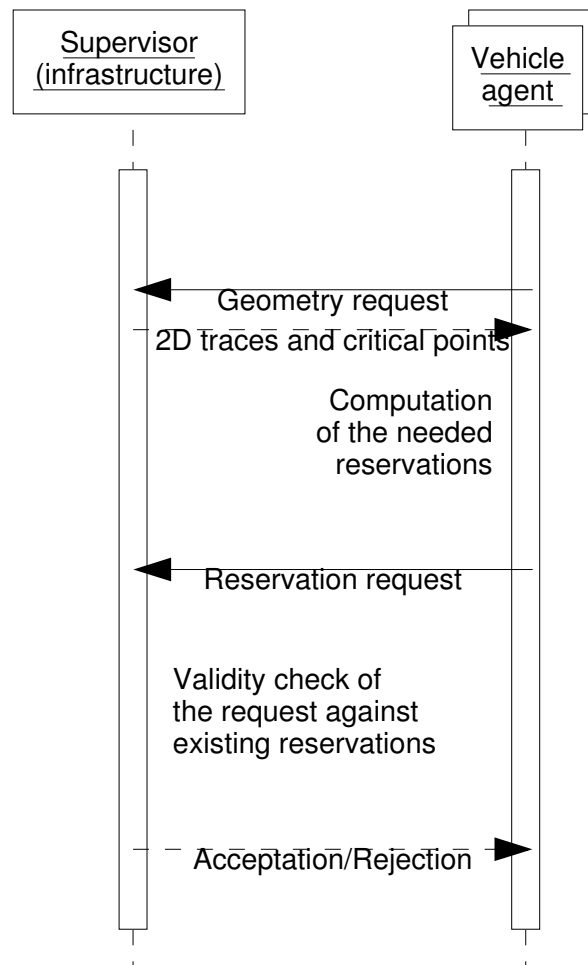 Supervisor
(infrastructure)
Vehicle
agent
Geometry request
2D traces and critical points
Computation
of the needed
reservations
Reservation request
Validity check of
the request against
existing reservations
Acceptation/Rejection